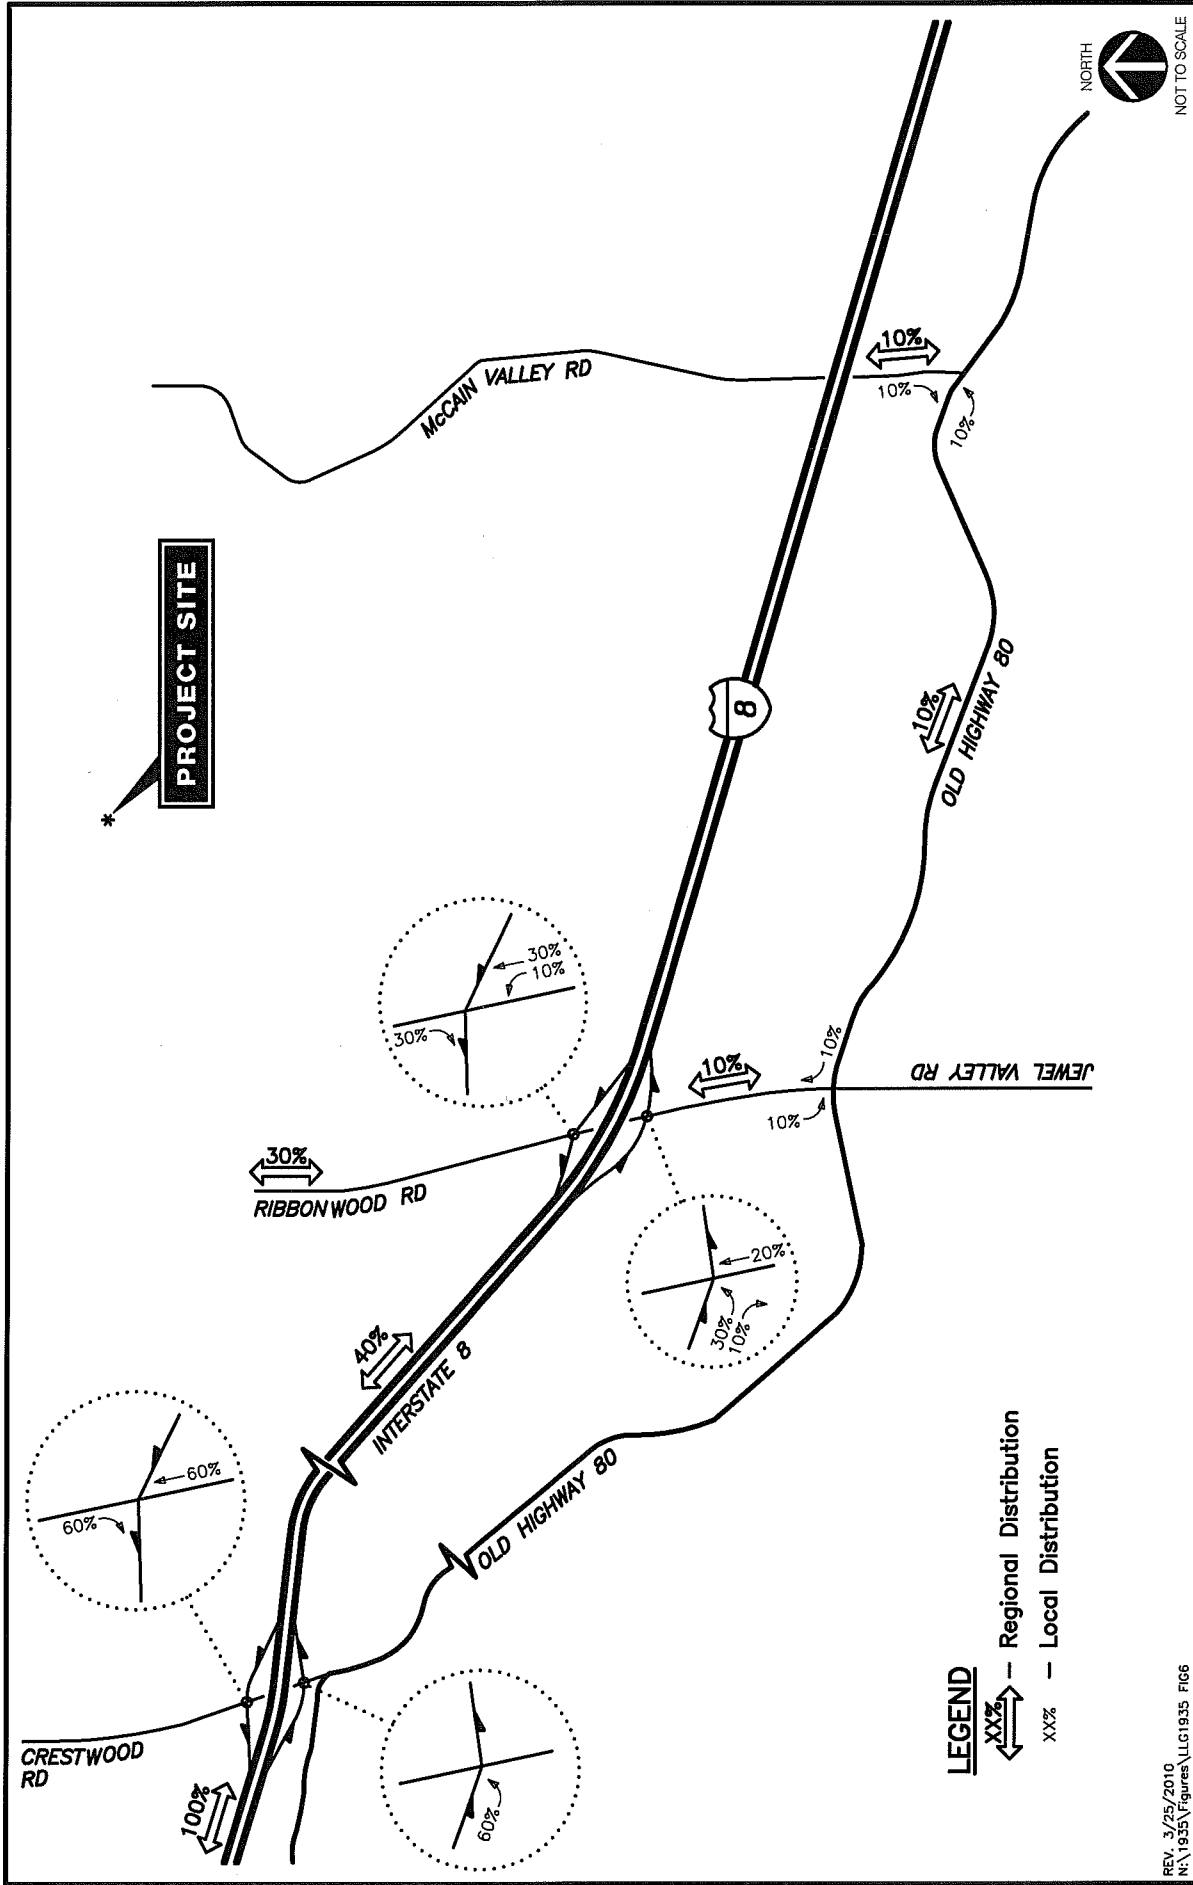 CRESTWOOD
RD
60%
60%
100%
60%
40%
INTERSTATE 8
OLD HIGHWAY 80
30%
RIBBONWOOD RD
30%
30%
10%
20%
30%
10%
10%
10%
10%
JEWEL VALLEY RD
PROJECT SITE
*
8
10%
OLD HIGHWAY 80
McCAIN VALLEY RD
10%
10%
10%
NORTH
NOT TO SCALE
LEGEND
XX% — Regional Distribution
XX% — Local Distribution
REV. 3/25/2010
N:\1935\Figures\LLG1935 FIG6